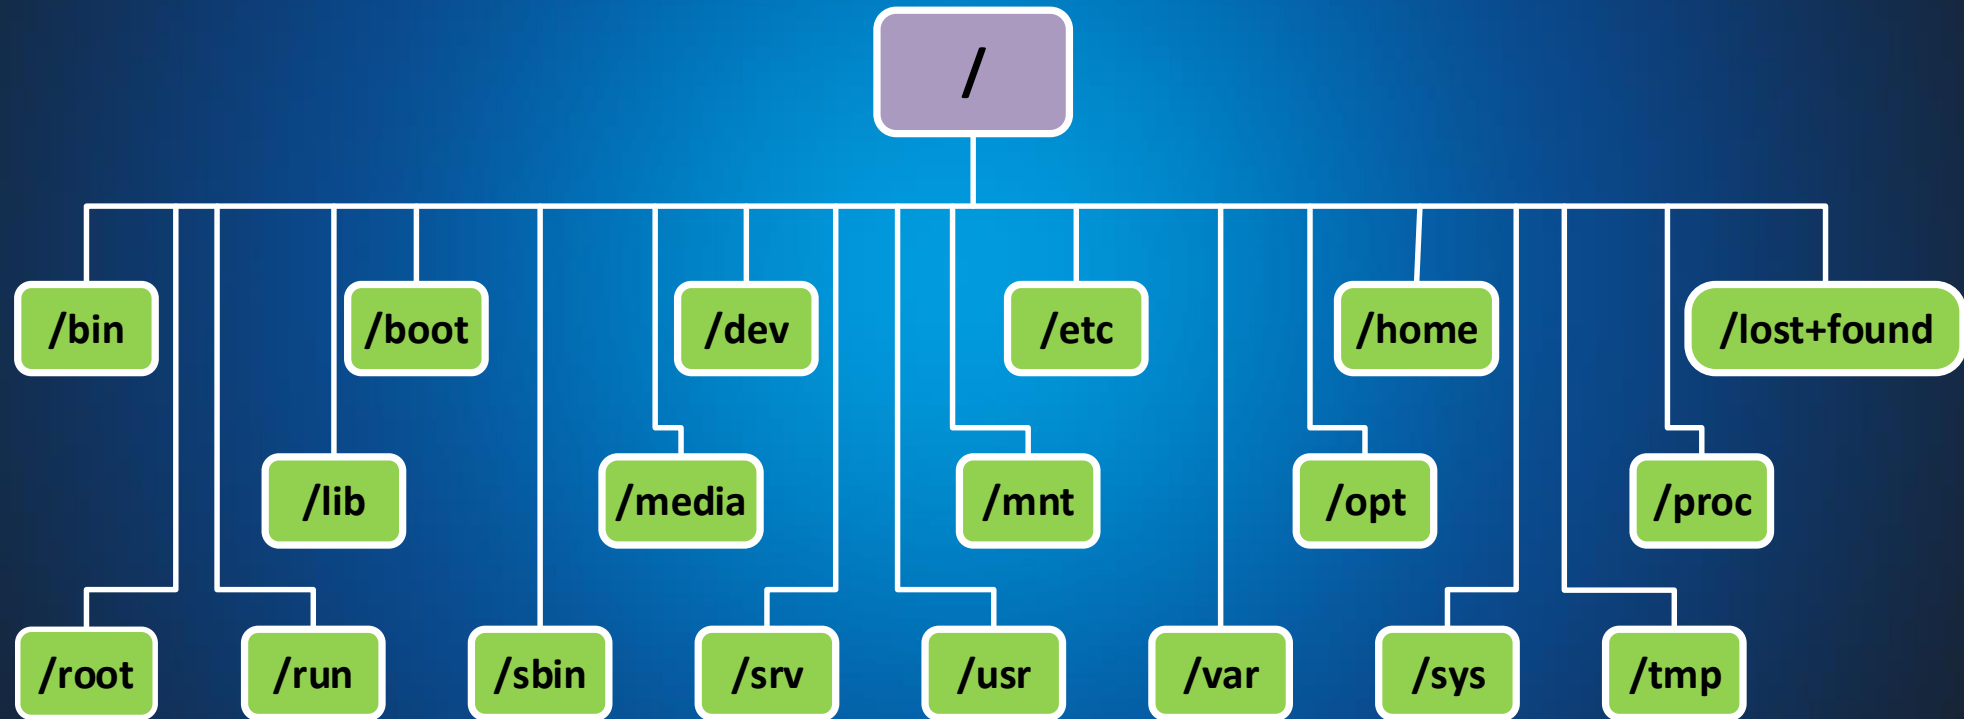 /
/bin
/boot
/dev
/etc
/home
/lost+found
/lib
/media
/mnt
/opt
/proc
/root
/run
/sbin
/srv
/usr
/var
/sys
/tmp